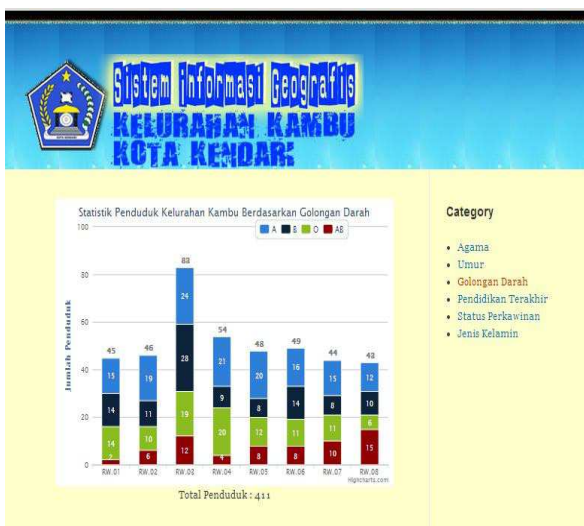 Sistem Informasi Geografis
KELURAHAN KAMBU
KOTA KENDARI
Statistik Penduduk Kelurahan Kambu Berdasarkan Golongan Darah
A B O AB
Jumlah Penduduk
100
80
60
40
20
0
45 46 83 54 48 49 44 43
15 19 24 21 20 16 15 12
14 11 28 9 8 14 8 10
14 10 19 20 12 11 11 6
2 6 12 4 8 8 10 15
RW.01 RW.02 RW.03 RW.04 RW.05 RW.06 RW.07 RW.08
Highcharts.com
Total Penduduk : 411
Category
Agama
Umur
Golongan Darah
Pendidikan Terakhir
Status Perkawinan
Jenis Kelamin